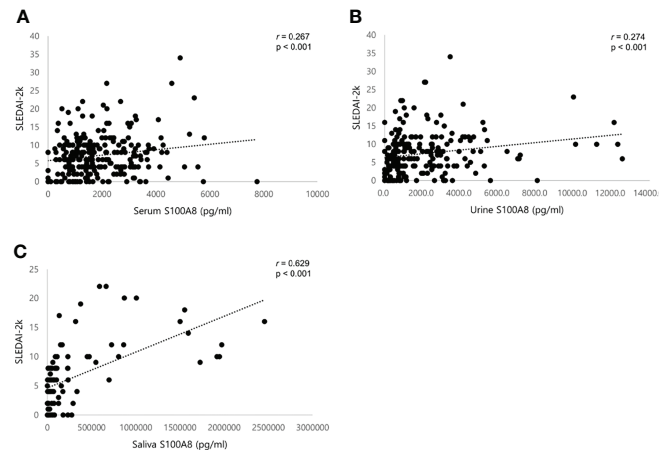 A
r = 0.267
p < 0.001
40
35
30
25
20
15
10
5
0
SLEDAI-2k
0 2000 4000 6000 8000 10000
Serum S100A8 (pg/ml)
B
r = 0.274
p < 0.001
40
35
30
25
20
15
10
5
0
SLEDAI-2k
0.0 2000.0 4000.0 6000.0 8000.0 10000.0 12000.0 14000.
Urine S100A8 (pg/ml)
C
r = 0.629
p < 0.001
25
20
15
10
5
0
SLEDAI-2k
0 500000 1000000 1500000 2000000 2500000 3000000
Saliva S100A8 (pg/ml)